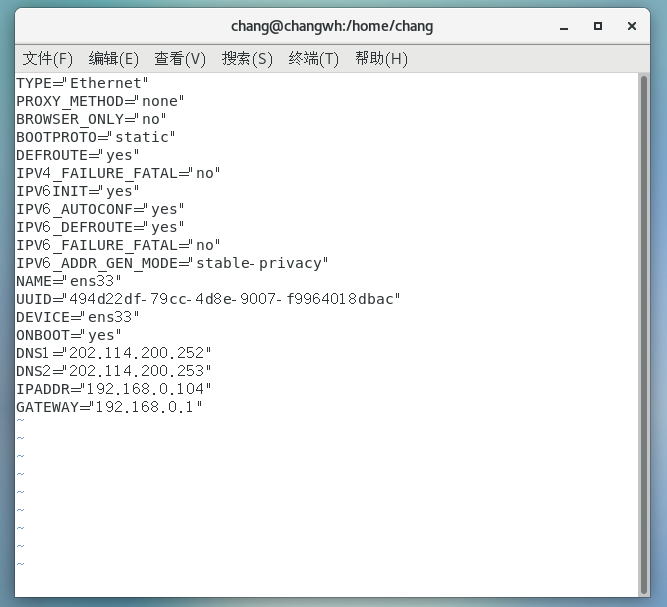 chang@changwh:/home/chang
文件(F) 编辑(E) 查看(V) 搜索(S) 终端(T) 帮助(H)
TYPE="Ethernet"
PROXY_METHOD="none"
BROWSER_ONLY="no"
BOOTPROTO="static"
DEFROUTE="yes"
IPV4_FAILURE_FATAL="no"
IPV6INIT="yes"
IPV6_AUTOCONF="yes"
IPV6_DEFROUTE="yes"
IPV6_FAILURE_FATAL="no"
IPV6_ADDR_GEN_MODE="stable-privacy"
NAME="ens33"
UUID="494d22df-79cc-4d8e-9007-f9964018dbac"
DEVICE="ens33"
ONBOOT="yes"
DNS1="202.114.200.252"
DNS2="202.114.200.253"
IPADDR="192.168.0.104"
GATEWAY="192.168.0.1"
~
~
~
~
~
~
~
~
~